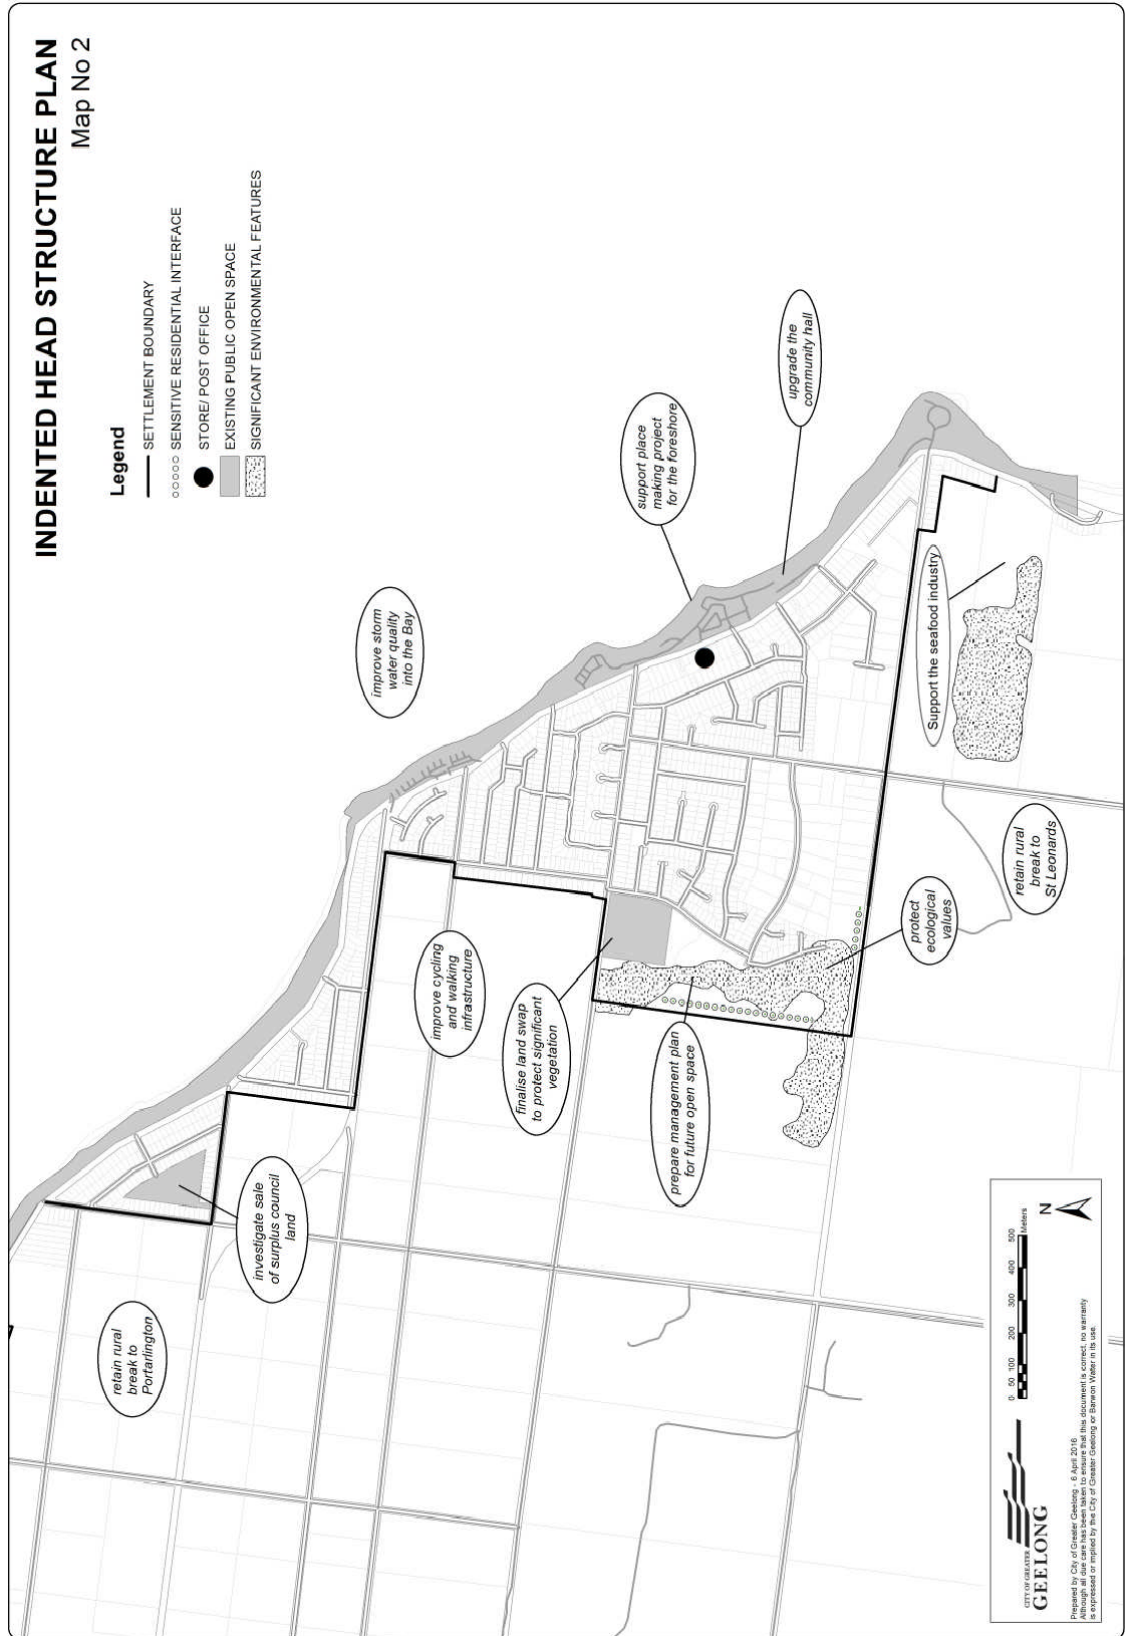 INDENTED HEAD STRUCTURE PLAN
Map No 2
Legend
SETTLEMENT BOUNDARY
SENSITIVE RESIDENTIAL INTERFACE
STORE/ POST OFFICE
EXISTING PUBLIC OPEN SPACE
SIGNIFICANT ENVIRONMENTAL FEATURES
retain rural
break to
Portarlington
investigate sale
of surplus council
land
improve storm
water quality
into the Bay
improve cycling
and walking
infrastructure
finalise land swap
to protect significant
vegetation
support place
making project
for the foreshore
upgrade the
community hall
prepare management plan
for future open space
protect
ecological
values
Support the seafood industry
retain rural
break to
St Leonards
CITY OF GREATER
GEELONG
0 50 100 200 300 400 500
Meters
N
Prepared by City of Greater Geelong - 6 April 2016
Although all due care has been taken to ensure that this document is correct, no warranty
is expressed or implied by the City of Greater Geelong or Barwon Water in its use.